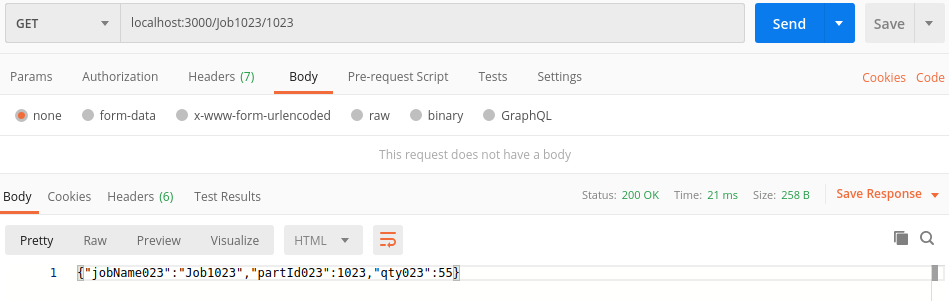 GET localhost:3000/Job1023/1023 Send Save
Params Authorization Headers (7) Body Pre-request Script Tests Settings Cookies Code
none form-data x-www-form-urlencoded raw binary GraphQL
This request does not have a body
Body Cookies Headers (6) Test Results Status: 200 OK Time: 21 ms Size: 258 B Save Response
Pretty Raw Preview Visualize HTML
1 {"jobName023":"Job1023","partId023":1023,"qty023":55}